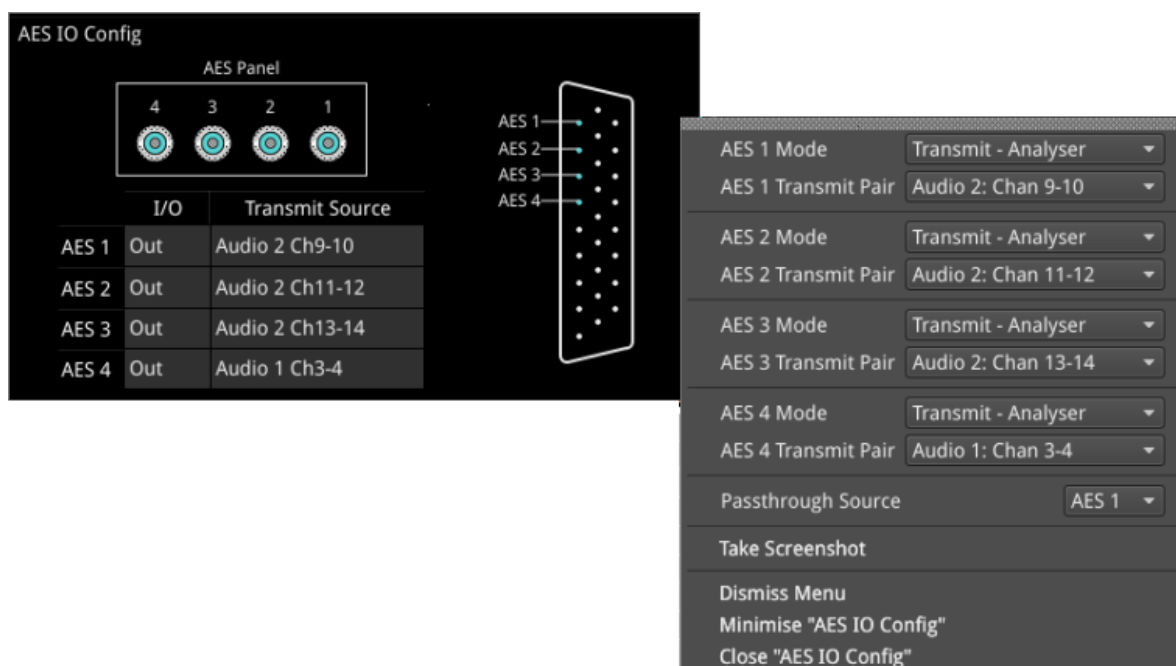 AES IO Config
AES Panel
4 3 2 1
I/O Transmit Source
AES 1 Out Audio 2 Ch9-10
AES 2 Out Audio 2 Ch11-12
AES 3 Out Audio 2 Ch13-14
AES 4 Out Audio 1 Ch3-4
AES 1
AES 2
AES 3
AES 4
AES 1 Mode Transmit - Analyser
AES 1 Transmit Pair Audio 2: Chan 9-10
AES 2 Mode Transmit - Analyser
AES 2 Transmit Pair Audio 2: Chan 11-12
AES 3 Mode Transmit - Analyser
AES 3 Transmit Pair Audio 2: Chan 13-14
AES 4 Mode Transmit - Analyser
AES 4 Transmit Pair Audio 1: Chan 3-4
Passthrough Source AES 1
Take Screenshot
Dismiss Menu
Minimise "AES IO Config"
Close "AES IO Config"